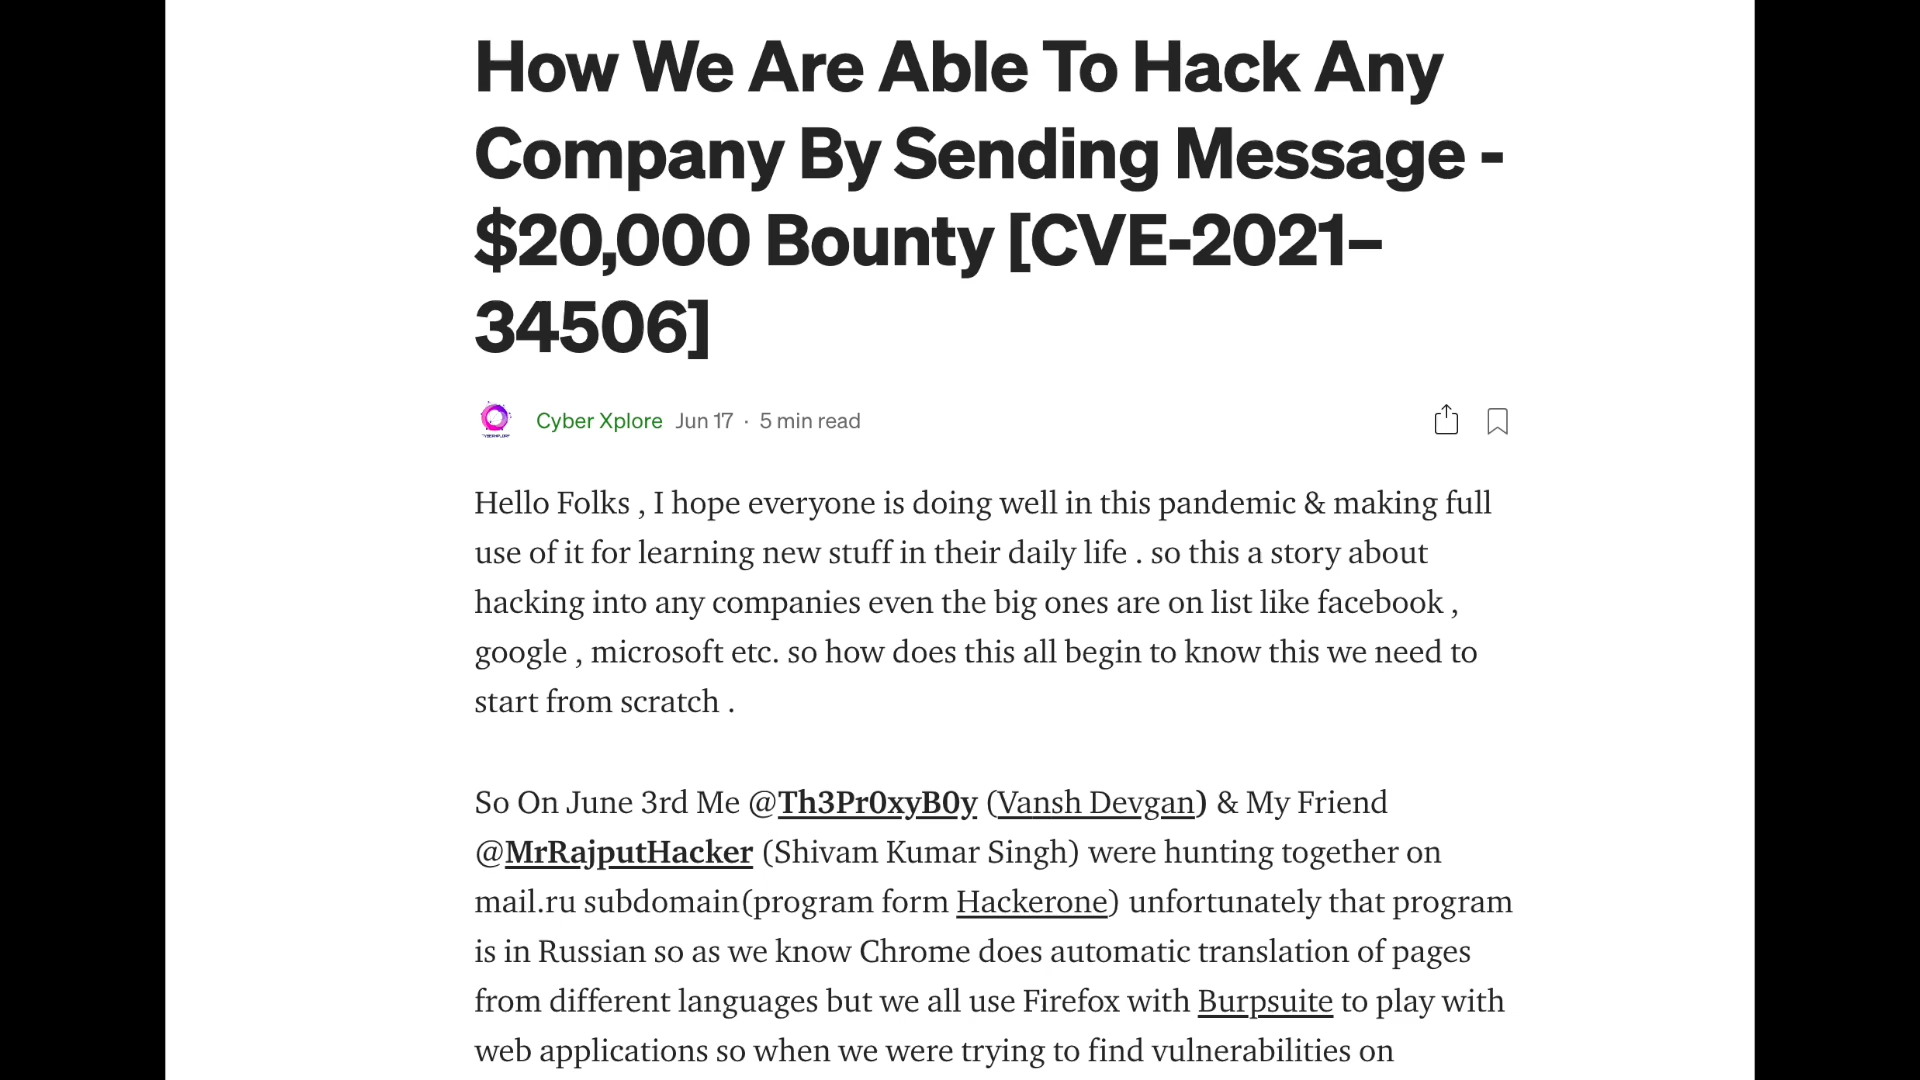 How We Are Able To Hack Any
Company By Sending Message -
$20,000 Bounty [CVE-2021–
34506]
Cyber Xplore Jun 17 · 5 min read
Hello Folks , I hope everyone is doing well in this pandemic & making full
use of it for learning new stuff in their daily life . so this a story about
hacking into any companies even the big ones are on list like facebook ,
google , microsoft etc. so how does this all begin to know this we need to
start from scratch .
So On June 3rd Me @Th3Pr0xyB0y (Vansh Devgan) & My Friend
@MrRajputHacker (Shivam Kumar Singh) were hunting together on
mail.ru subdomain(program form Hackerone) unfortunately that program
is in Russian so as we know Chrome does automatic translation of pages
from different languages but we all use Firefox with Burpsuite to play with
web applications so when we were trying to find vulnerabilities on